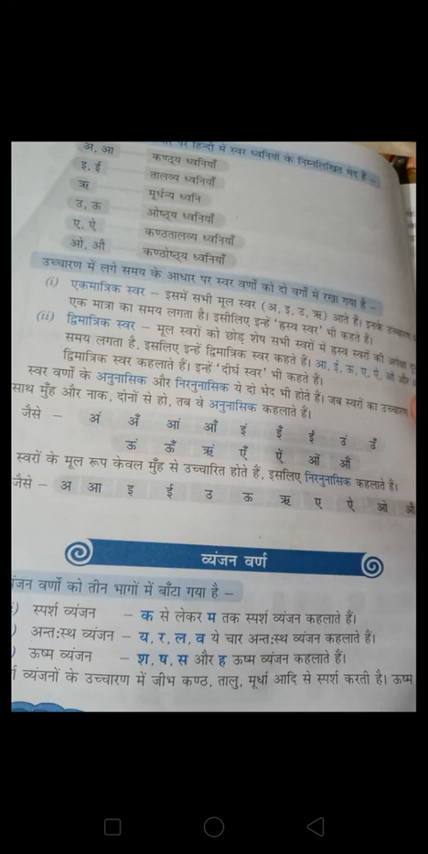 पर हिन्दी में स्वर ध्वनियों के निम्नलिखित भेद हैं –
अ, आ कण्ठ्य ध्वनियाँ
इ, ई तालव्य ध्वनियाँ
ऋ मूर्धन्य ध्वनि
उ, ऊ ओष्ठ्य ध्वनियाँ
ए, ऐ कण्ठतालव्य ध्वनियाँ
ओ, औ कण्ठोष्ठ्य ध्वनियाँ
उच्चारण में लगे समय के आधार पर स्वर वर्णों को दो वर्गों में रखा गया है –
(i) एकमात्रिक स्वर – इसमें सभी मूल स्वर (अ, इ, उ, ऋ) आते हैं। इनके उच्चारण
एक मात्रा का समय लगता है। इसीलिए इन्हें 'ह्रस्व स्वर' भी कहते हैं।
(ii) द्विमात्रिक स्वर – मूल स्वरों को छोड़ शेष सभी स्वरों में ह्रस्व स्वरों की अपेक्षा
समय लगता है, इसलिए इन्हें द्विमात्रिक स्वर कहते हैं। आ, ई, ऊ, ए, ऐ, ओ और
द्विमात्रिक स्वर कहलाते हैं। इन्हें 'दीर्घ स्वर' भी कहते हैं।
स्वर वर्णों के अनुनासिक और निरनुनासिक ये दो भेद भी होते हैं। जब स्वरों का उच्चारण
साथ मुँह और नाक, दोनों से हो, तब वे अनुनासिक कहलाते हैं।
जैसे – अं अँ आं आँ इं इँ ईं उं उँ
ऊं ऊँ ऋं एँ ऐं ओं औं
स्वरों के मूल रूप केवल मुँह से उच्चारित होते हैं, इसलिए निरनुनासिक कहलाते हैं।
जैसे – अ आ इ ई उ ऊ ऋ ए ऐ ओ औ
व्यंजन वर्ण
व्यंजन वर्णों को तीन भागों में बाँटा गया है –
स्पर्श व्यंजन – क से लेकर म तक स्पर्श व्यंजन कहलाते हैं।
अन्तःस्थ व्यंजन – य, र, ल, व ये चार अन्तःस्थ व्यंजन कहलाते हैं।
ऊष्म व्यंजन – श, ष, स और ह ऊष्म व्यंजन कहलाते हैं।
व्यंजनों के उच्चारण में जीभ कण्ठ, तालु, मूर्धा आदि से स्पर्श करती है। ऊष्म